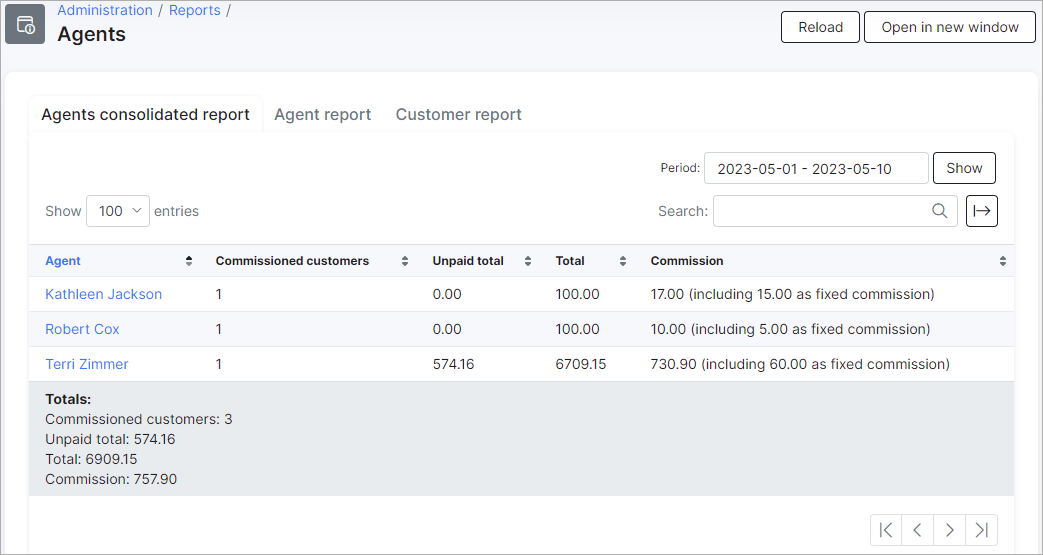 Administration / Reports /
Agents
Reload
Open in new window
Agents consolidated report Agent report Customer report
Period: 2023-05-01 - 2023-05-10 Show
Show 100 entries Search:
Agent Commissioned customers Unpaid total Total Commission
Kathleen Jackson 1 0.00 100.00 17.00 (including 15.00 as fixed commission)
Robert Cox 1 0.00 100.00 10.00 (including 5.00 as fixed commission)
Terri Zimmer 1 574.16 6709.15 730.90 (including 60.00 as fixed commission)
Totals:
Commissioned customers: 3
Unpaid total: 574.16
Total: 6909.15
Commission: 757.90